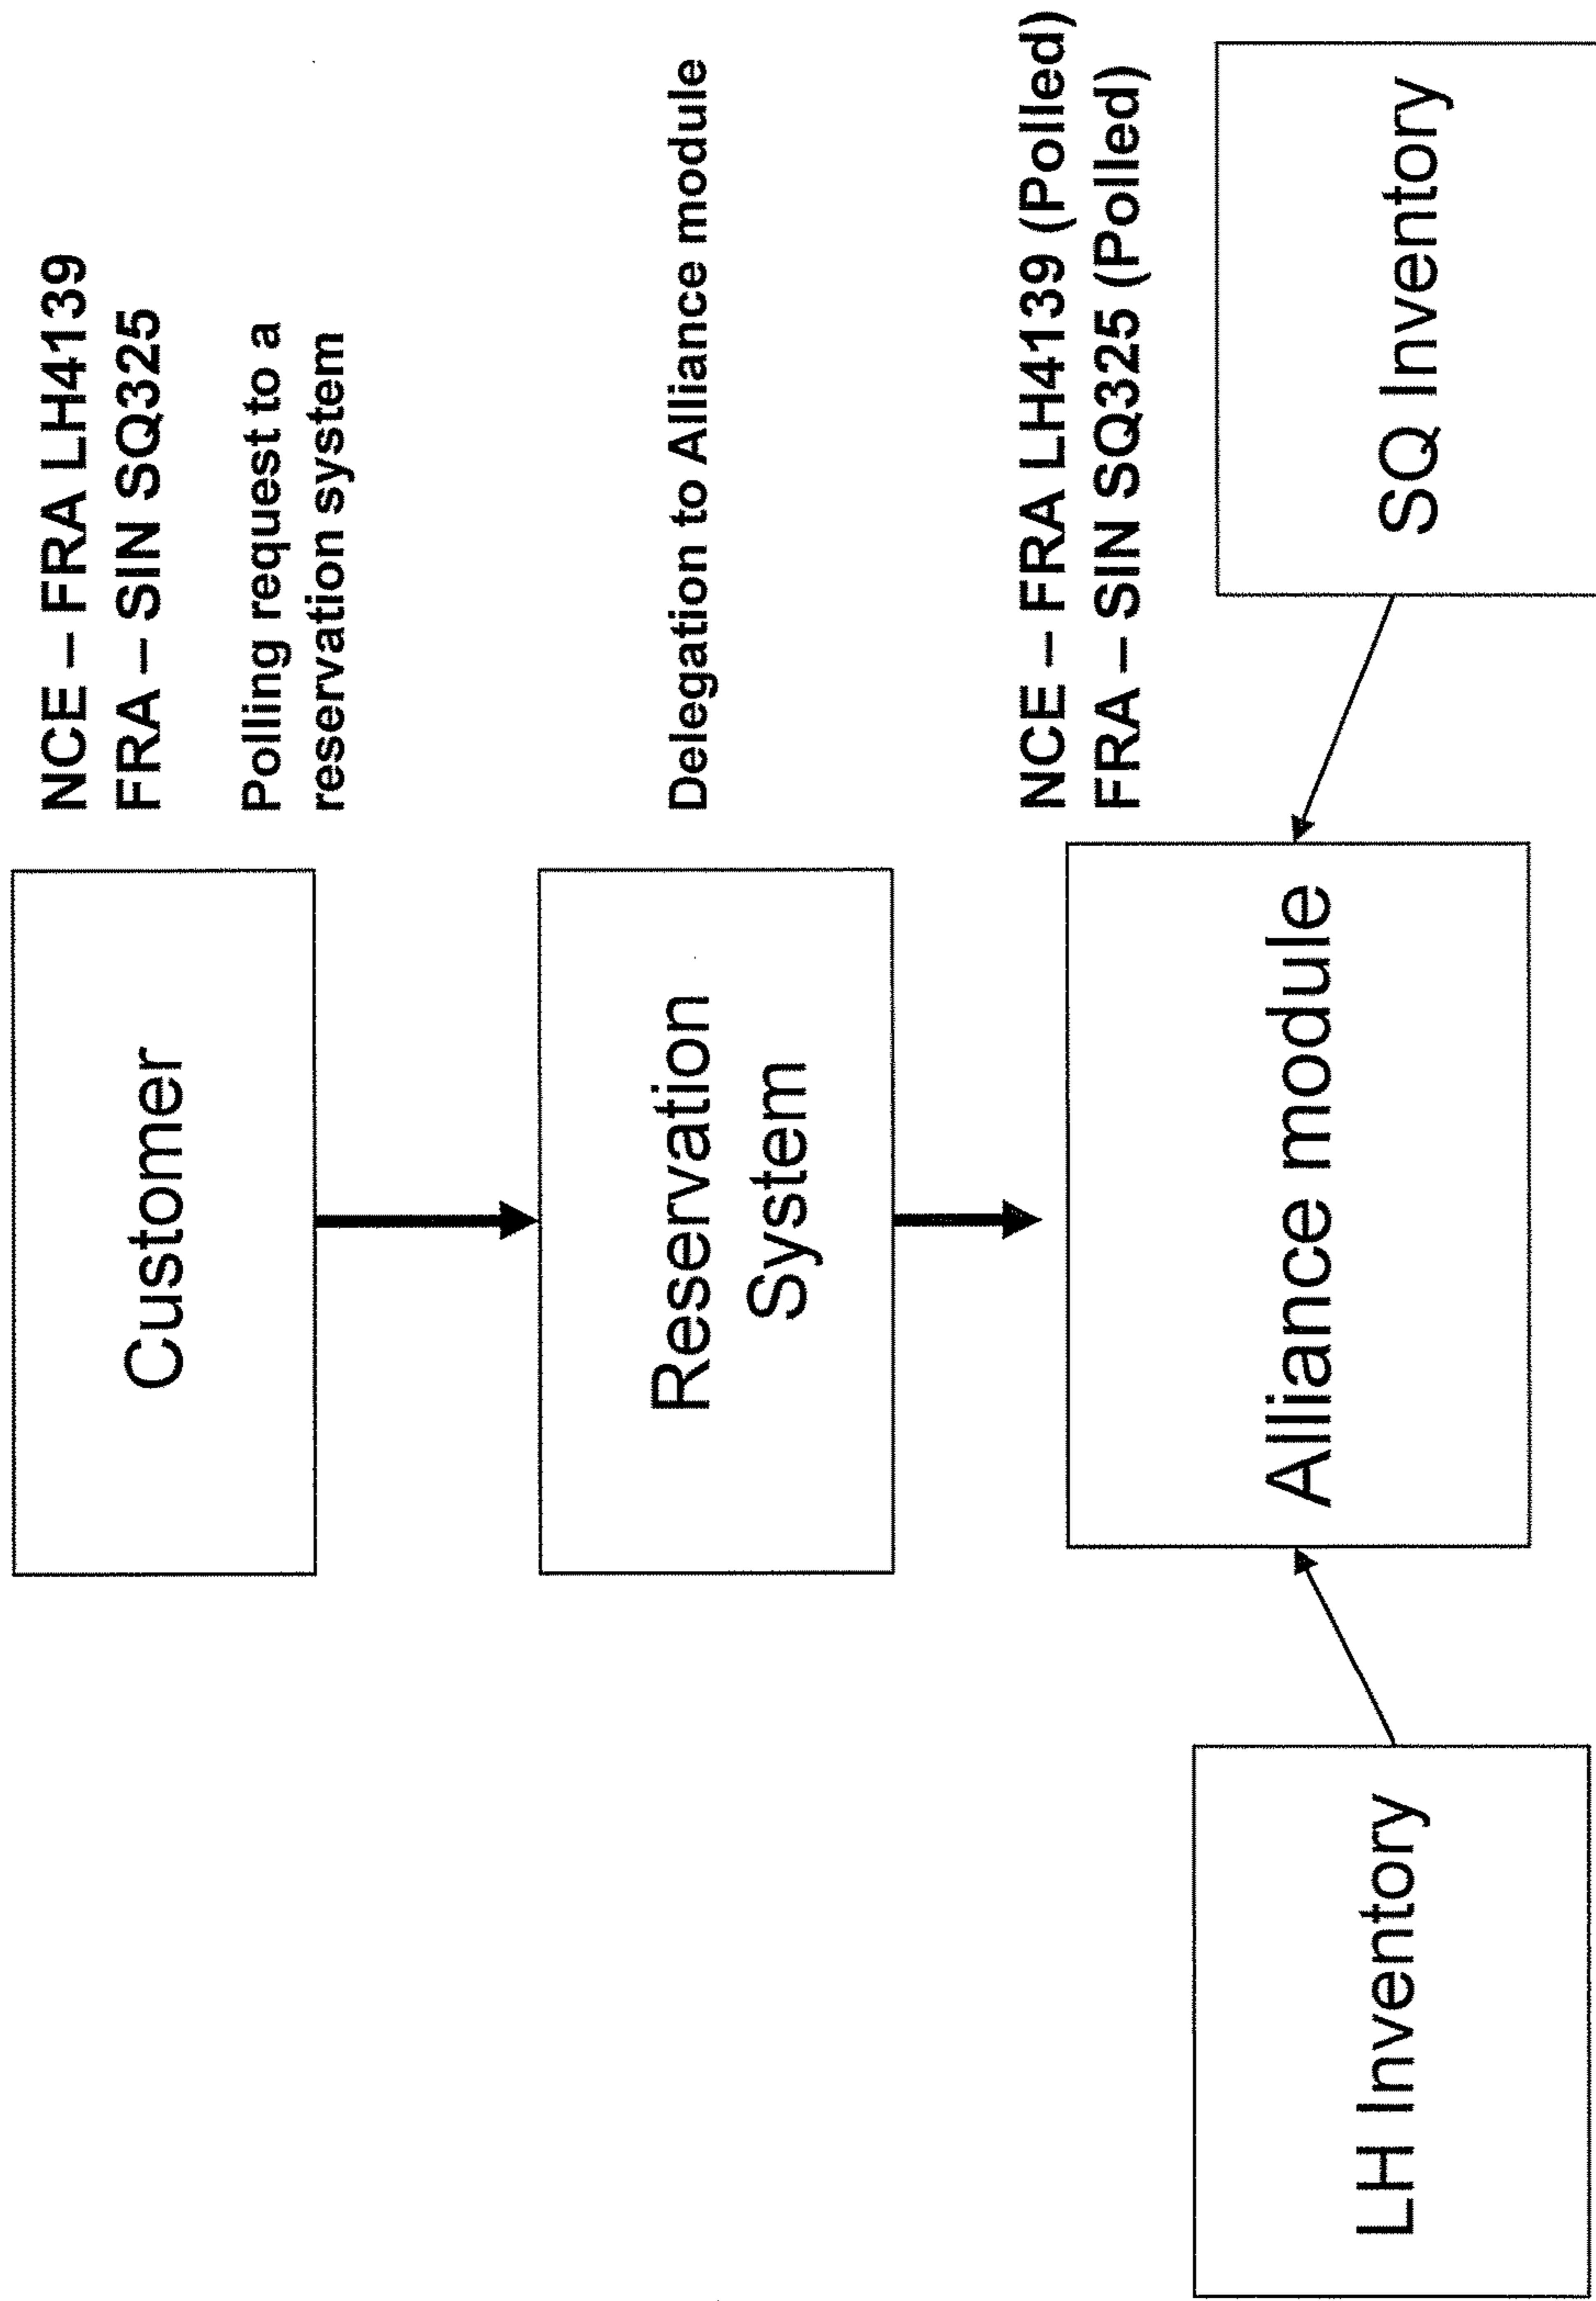 Customer
NCE – FRA LH4139
FRA – SIN SQ325
Polling request to a
reservation system
Reservation
System
Delegation to Alliance module
NCE – FRA LH4139 (Polled)
FRA – SIN SQ325 (Polled)
LH Inventory
Alliance module
SQ Inventory